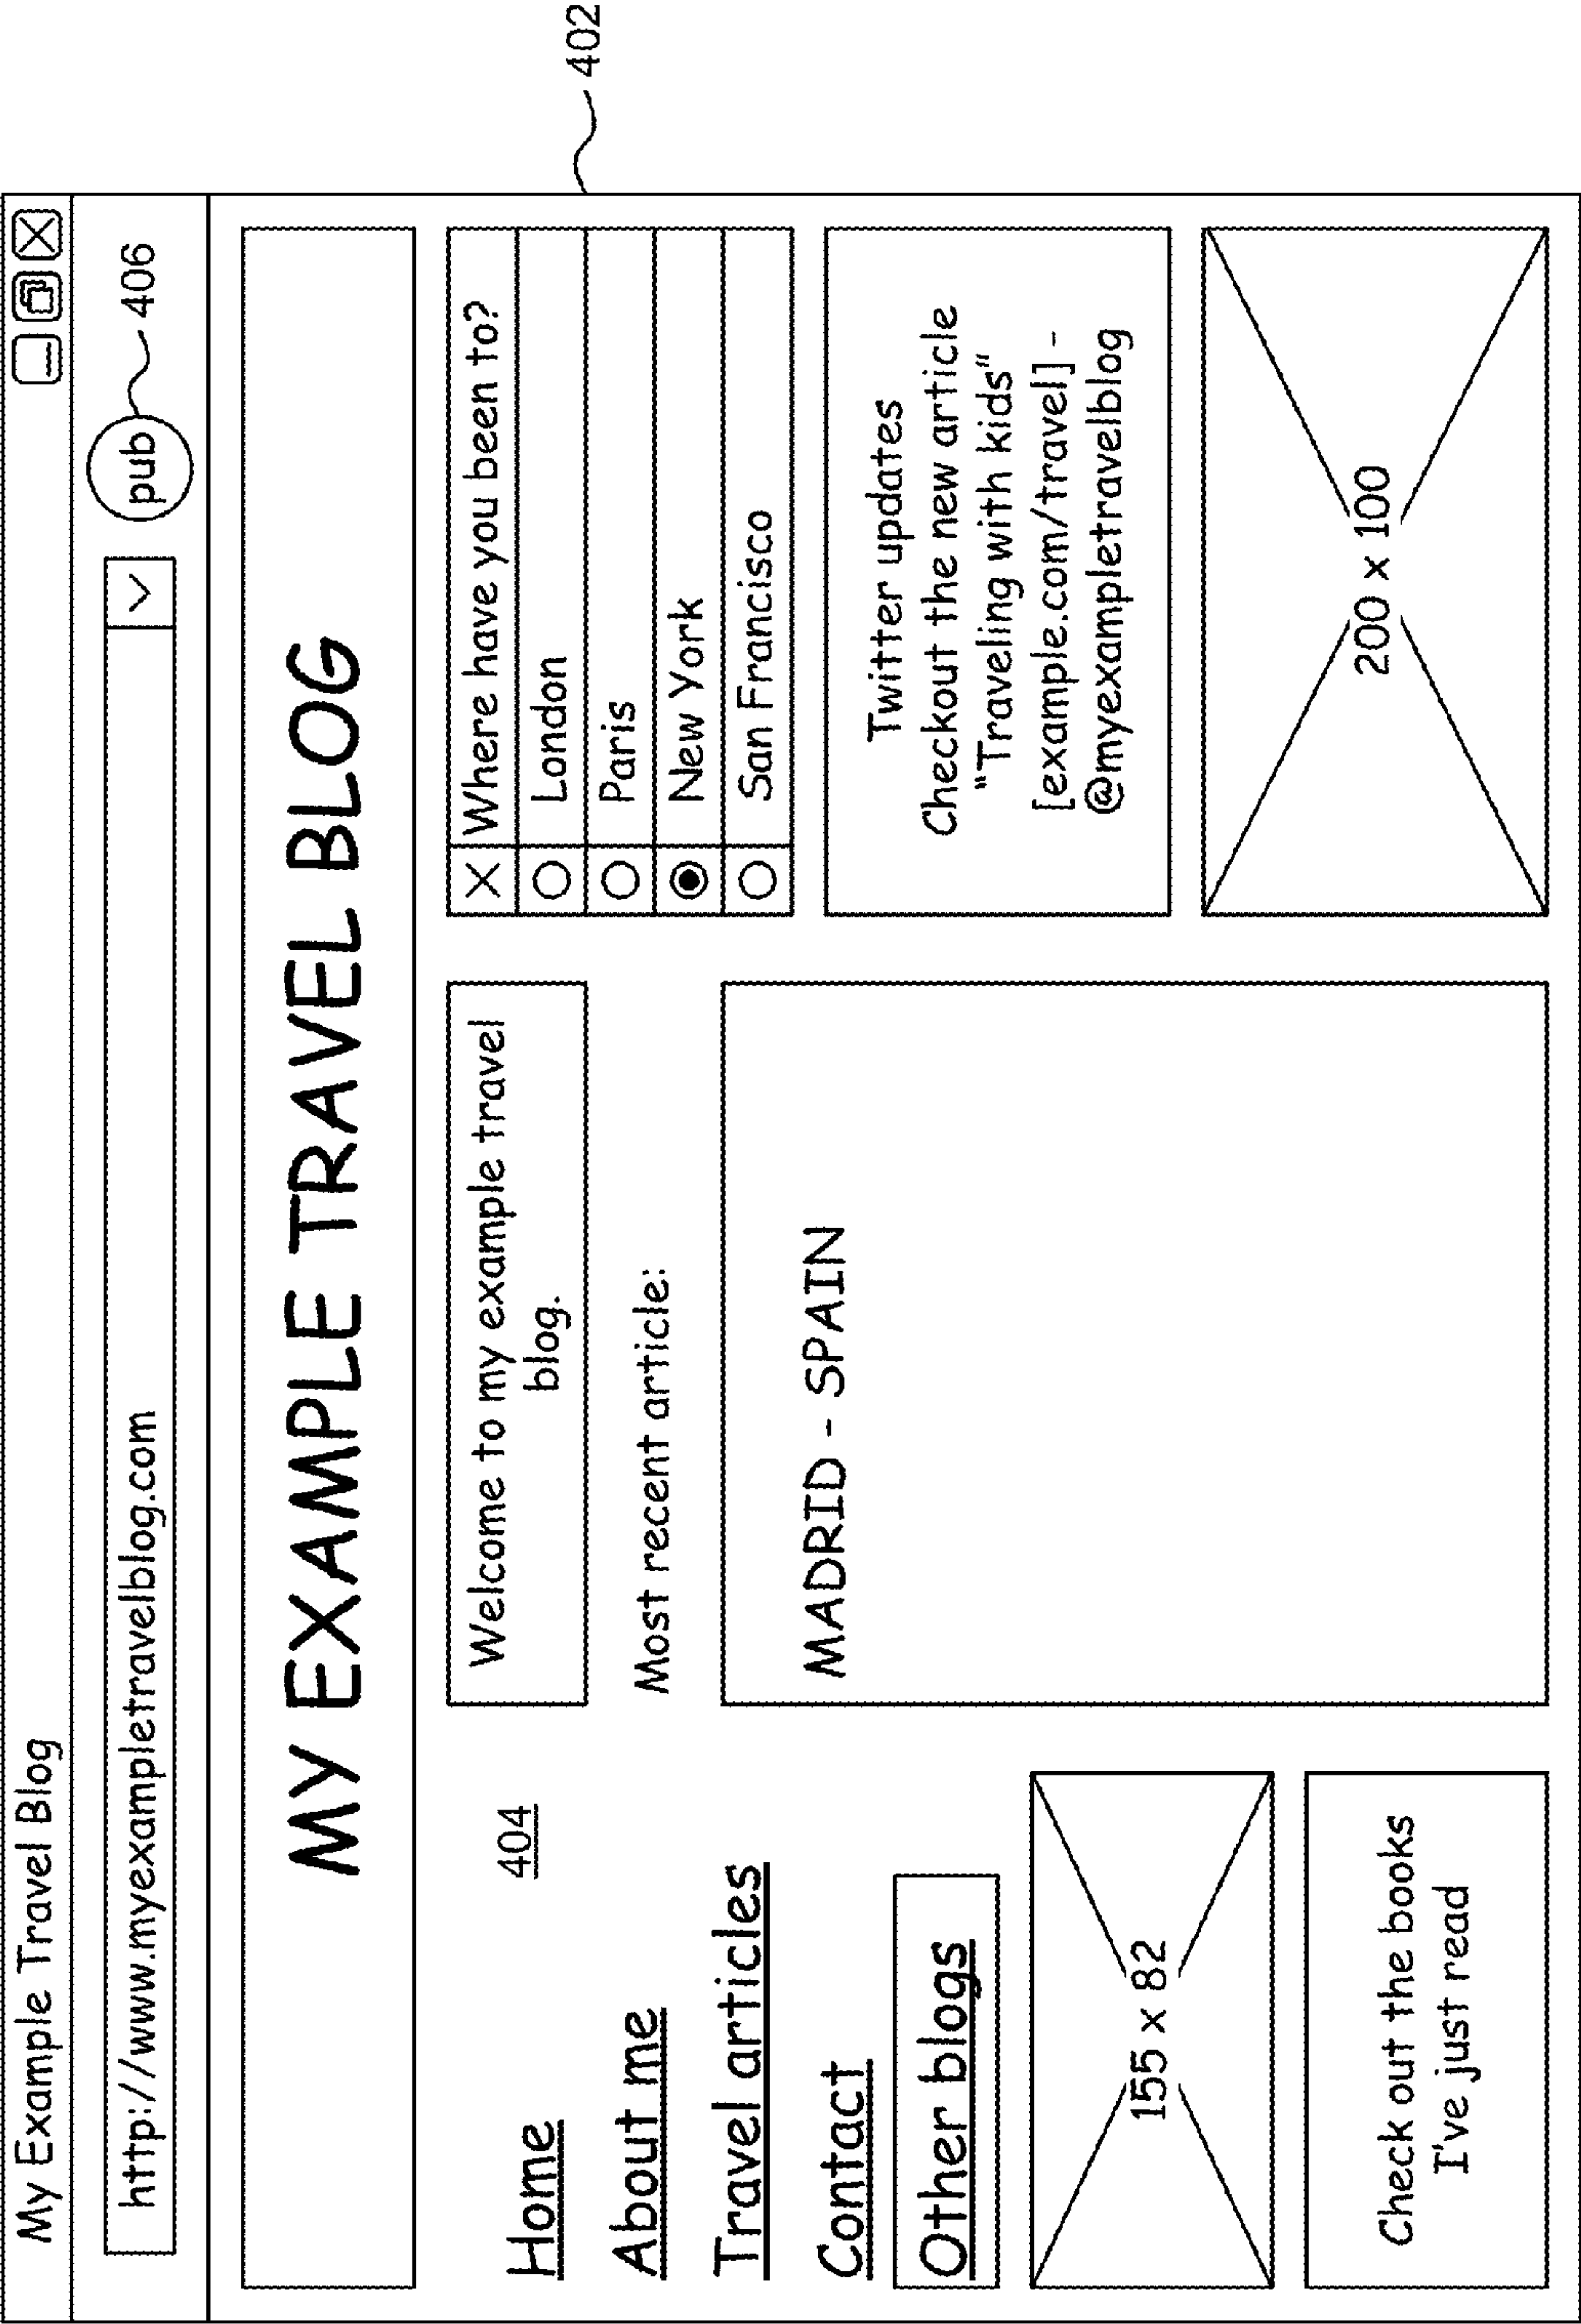 My Example Travel Blog
http://www.myexampletravelblog.com
pub
406
402
MY EXAMPLE TRAVEL BLOG
404
Home
About me
Travel articles
Contact
Other blogs
155 x 82
Check out the books
I've just read
Welcome to my example travel
blog.
Most recent article:
MADRID - SPAIN
X Where have you been to?
London
Paris
New York
San Francisco
Twitter updates
Checkout the new article
"Traveling with kids"
[example.com/travel] -
@myexampletravelblog
200 x 100